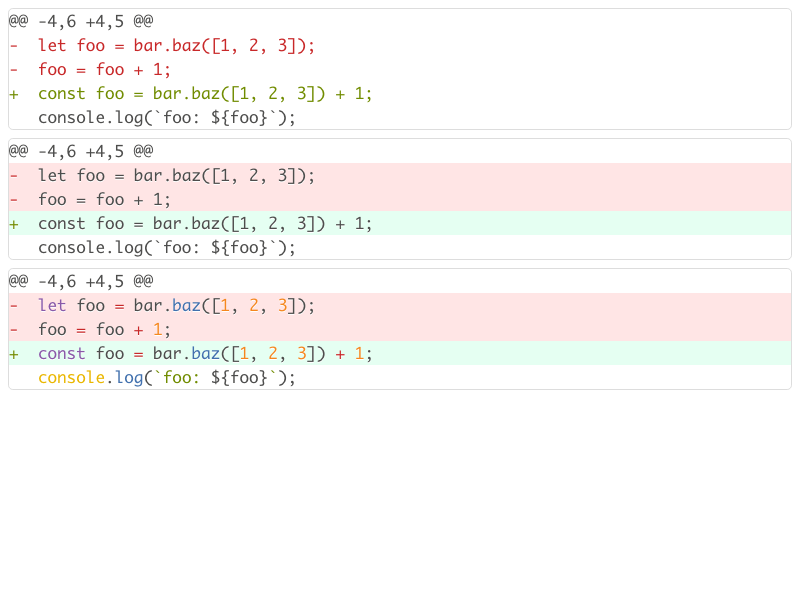 @@ -4,6 +4,5 @@
-  let foo = bar.baz([1, 2, 3]);
-  foo = foo + 1;
+  const foo = bar.baz([1, 2, 3]) + 1;
   console.log(`foo: ${foo}`);
@@ -4,6 +4,5 @@
-  let foo = bar.baz([1, 2, 3]);
-  foo = foo + 1;
+  const foo = bar.baz([1, 2, 3]) + 1;
   console.log(`foo: ${foo}`);
@@ -4,6 +4,5 @@
-  let foo = bar.baz([1, 2, 3]);
-  foo = foo + 1;
+  const foo = bar.baz([1, 2, 3]) + 1;
   console.log(`foo: ${foo}`);